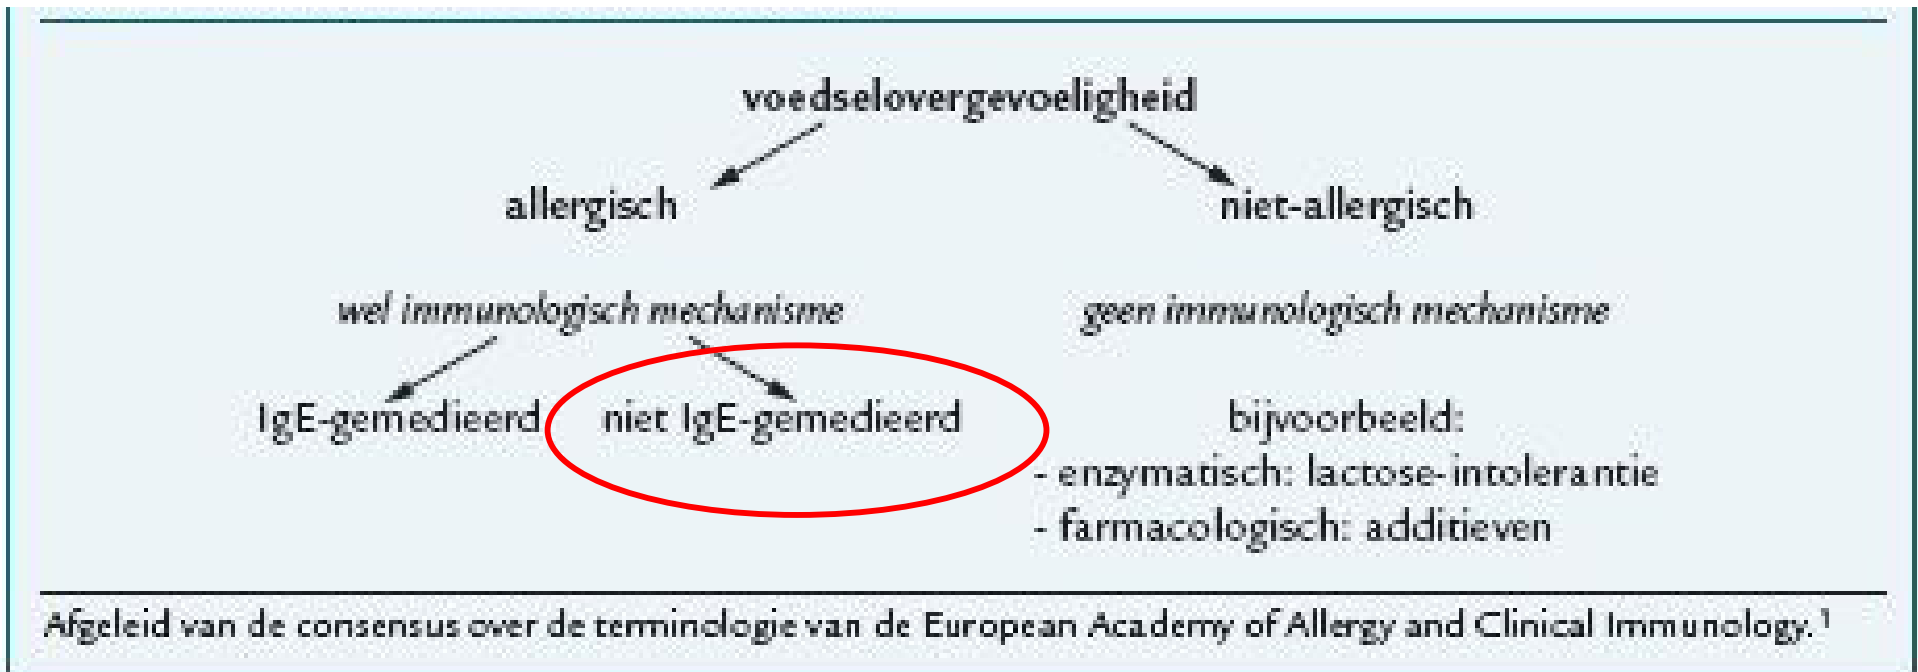 voedselovergevoeligheid
allergisch
niet-allergisch
wel immunologisch mechanisme
geen immunologisch mechanisme
IgE-gemedieerd
niet IgE-gemedieerd
bijvoorbeeld:
- enzymatisch: lactose-intolerantie
- farmacologisch: additieven
Afgeleid van de consensus over de terminologie van de European Academy of Allergy and Clinical Immunology.¹